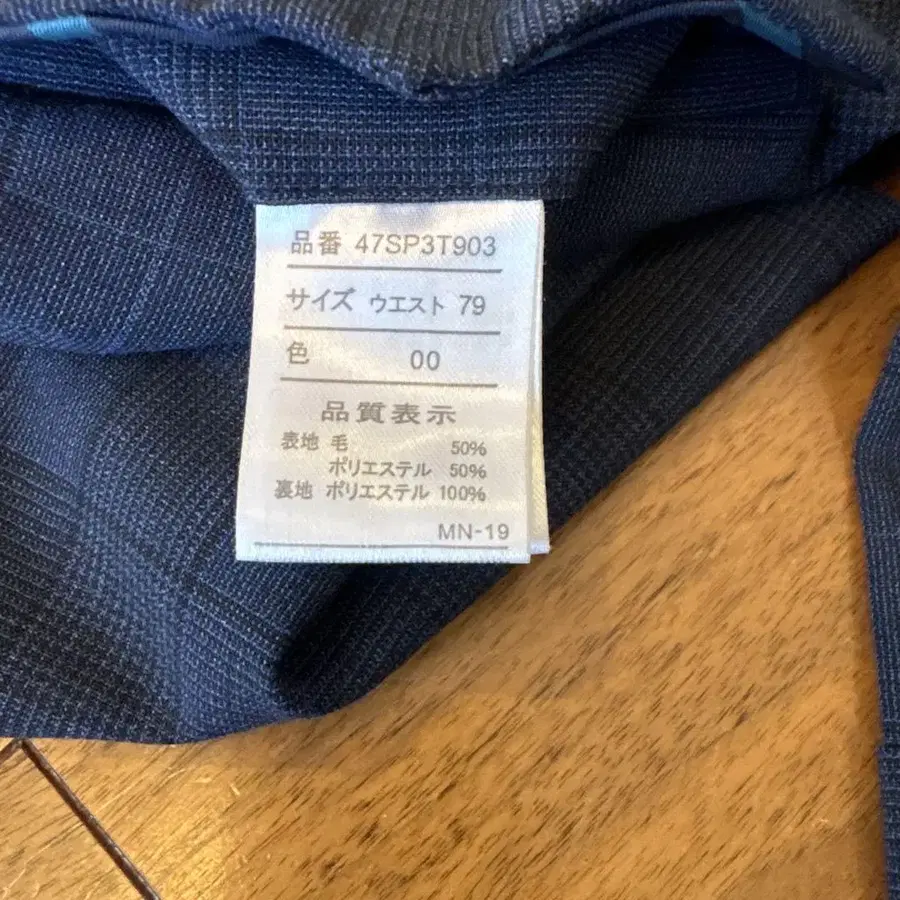 品番 47SP3T903
サイズ ウエスト 79
色 00
品質表示
表地 毛 50%
ポリエステル 50%
裏地 ポリエステル 100%
MN-19